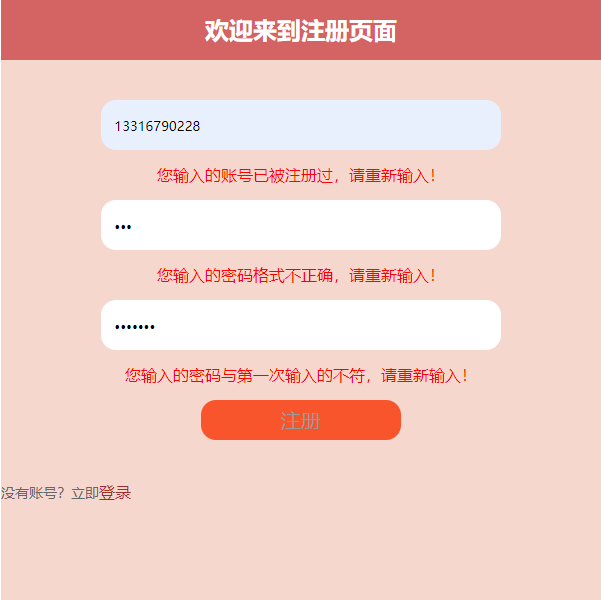 欢迎来到注册页面
13316790228
您输入的账号已被注册过，请重新输入！
•••
您输入的密码格式不正确，请重新输入！
•••••••
您输入的密码与第一次输入的不符，请重新输入！
注册
没有账号？立即登录